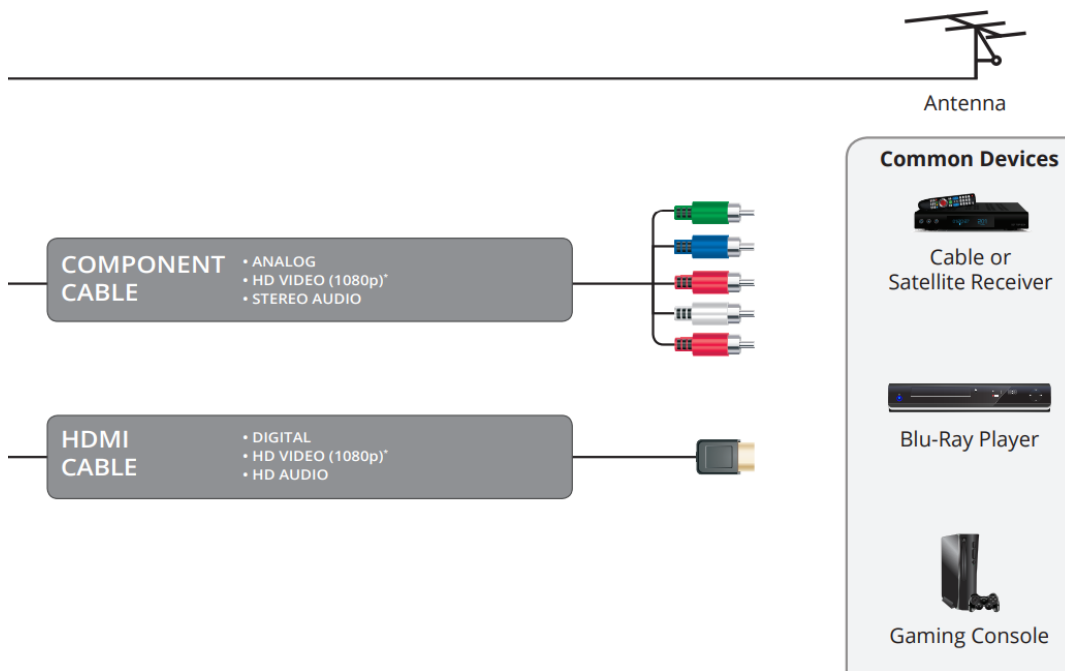 Antenna
Common Devices
COMPONENT
CABLE
• ANALOG
• HD VIDEO (1080p)*
• STEREO AUDIO
Cable or
Satellite Receiver
HDMI
CABLE
• DIGITAL
• HD VIDEO (1080p)*
• HD AUDIO
Blu-Ray Player
Gaming Console